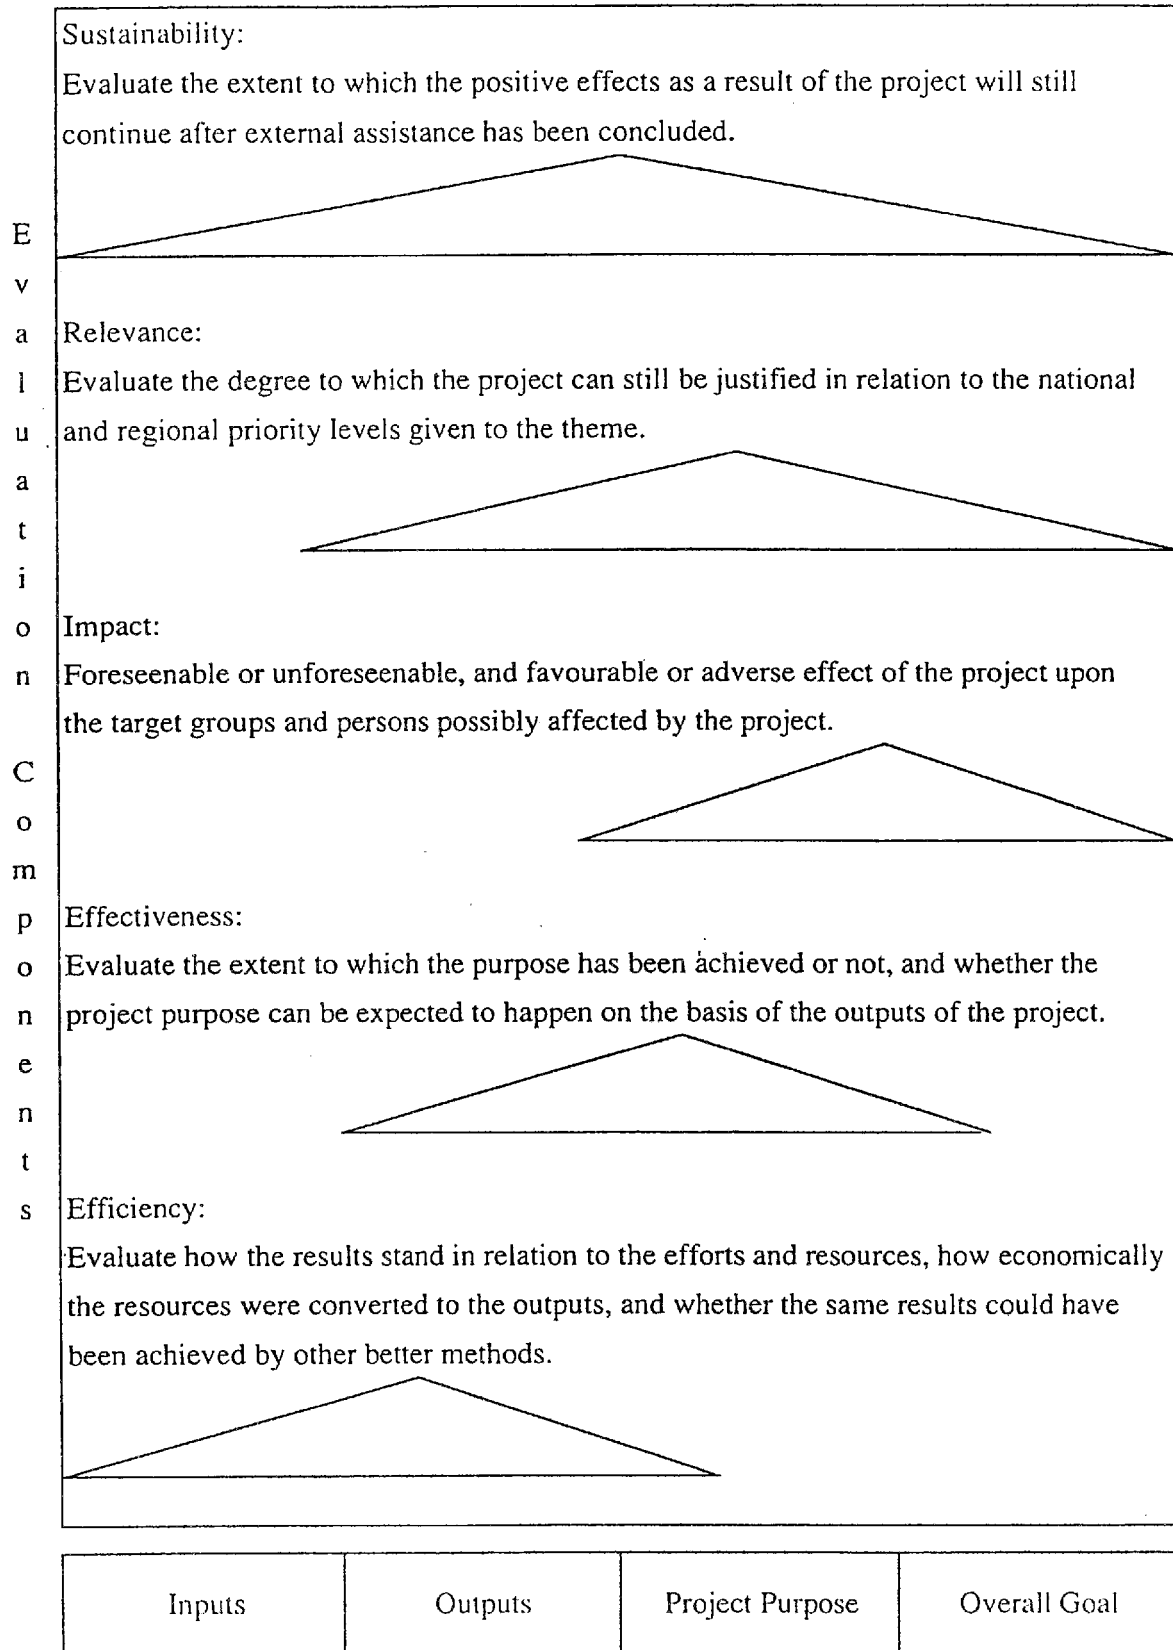 Sustainability:
Evaluate the extent to which the positive effects as a result of the project will still
continue after external assistance has been concluded.
Evaluation Components
Relevance:
Evaluate the degree to which the project can still be justified in relation to the national
and regional priority levels given to the theme.
Impact:
Foreseenable or unforeseenable, and favourable or adverse effect of the project upon
the target groups and persons possibly affected by the project.
Effectiveness:
Evaluate the extent to which the purpose has been achieved or not, and whether the
project purpose can be expected to happen on the basis of the outputs of the project.
Efficiency:
Evaluate how the results stand in relation to the efforts and resources, how economically
the resources were converted to the outputs, and whether the same results could have
been achieved by other better methods.
Inputs Outputs Project Purpose Overall Goal